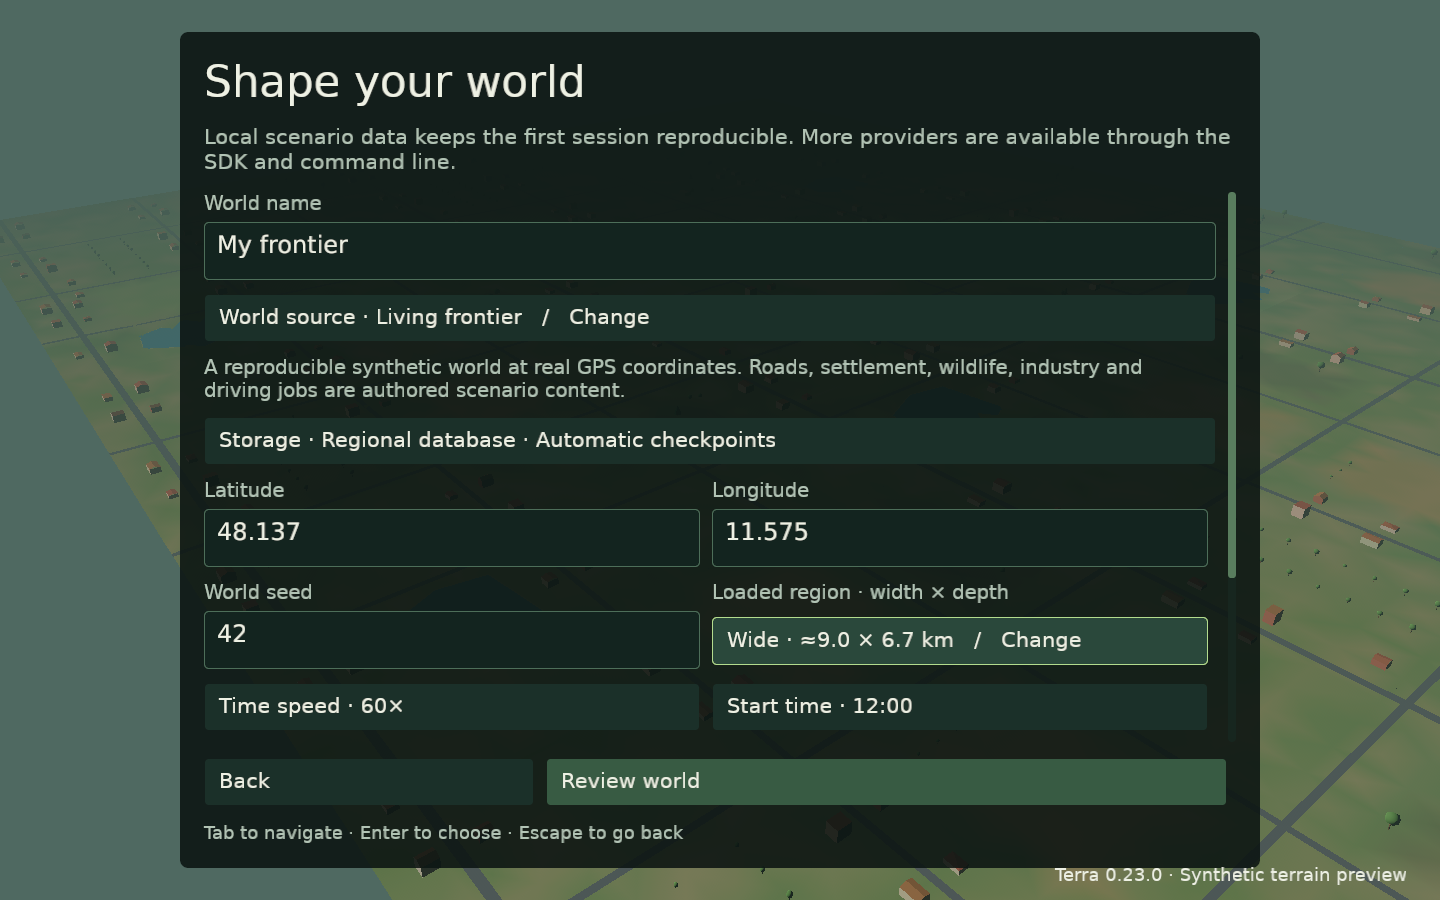 Shape your world
Local scenario data keeps the first session reproducible. More providers are available through the
SDK and command line.
World name
My frontier
World source · Living frontier / Change
A reproducible synthetic world at real GPS coordinates. Roads, settlement, wildlife, industry and
driving jobs are authored scenario content.
Storage · Regional database · Automatic checkpoints
Latitude
48.137
Longitude
11.575
World seed
42
Loaded region · width × depth
Wide · ≈9.0 × 6.7 km / Change
Time speed · 60×
Start time · 12:00
Back
Review world
Tab to navigate · Enter to choose · Escape to go back
Terra 0.23.0 · Synthetic terrain preview